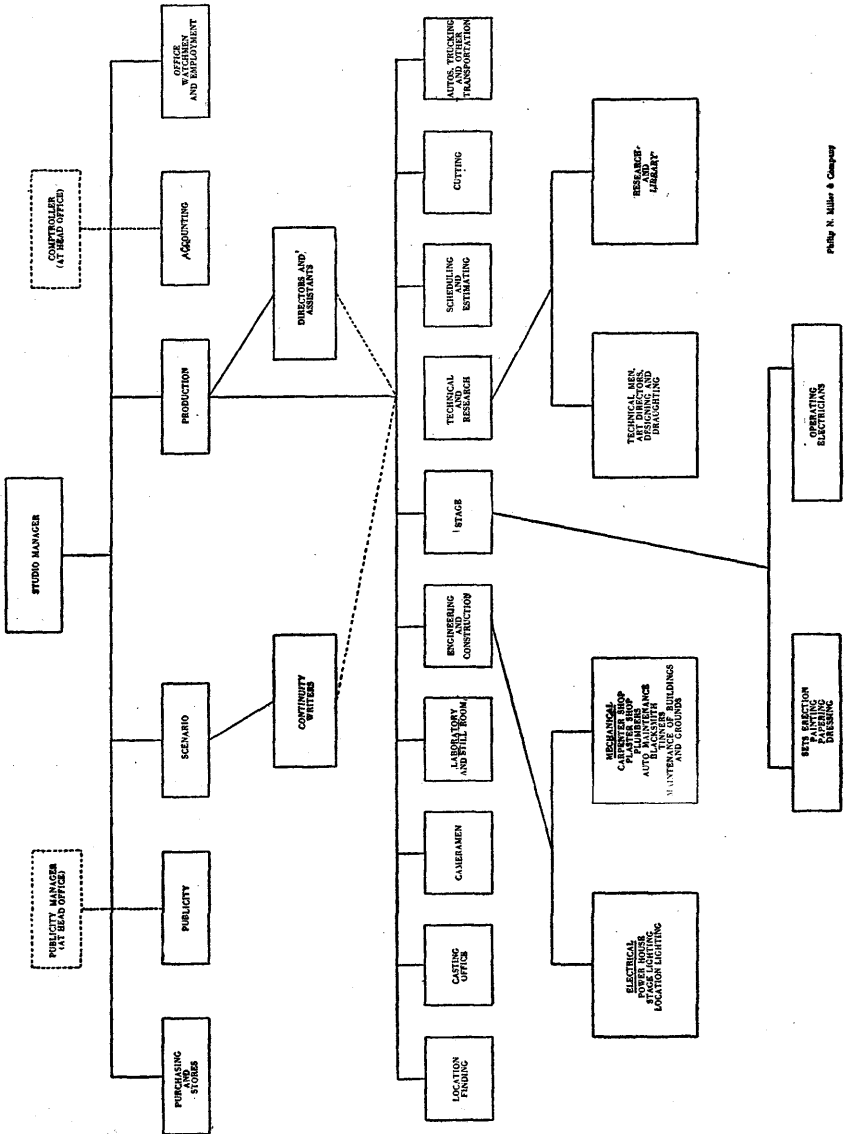 STUDIO MANAGER
PUBLICITY MANAGER
(AT HEAD OFFICE)
COMPTROLLER
(AT HEAD OFFICE)
PURCHASING
AND
STORES
PUBLICITY
SCENARIO
PRODUCTION
ACCOUNTING
OFFICE
WATCHMEN
AND EMPLOYMENT
CONTINUITY
WRITERS
DIRECTORS AND
ASSISTANTS
LOCATION
FINDING
CASTING
OFFICE
CAMERAMEN
LABORATORY
AND STILL ROOM
ENGINEERING
AND
CONSTRUCTION
STAGE
TECHNICAL
AND
RESEARCH
SCHEDULING
AND
ESTIMATING
CUTTING
AUTOS, TRUCKING
AND OTHER
TRANSPORTATION
ELECTRICAL
POWER HOUSE
STAGE LIGHTING
LOCATION LIGHTING
MECHANICAL
CARPENTER SHOP
PLASTER SHOP
PLUMBERS
AUTO MAINTENANCE
BLACKSMITH
TINNERS
MAINTENANCE OF BUILDINGS
AND GROUNDS
TECHNICAL MEN,
ART DIRECTORS,
DESIGNING AND
DRAUGHTING
RESEARCH
AND
LIBRARY
SETS ERECTION
PAINTING
PAPERING
DRESSING
OPERATING
ELECTRICIANS
Philip N. Miller & Company